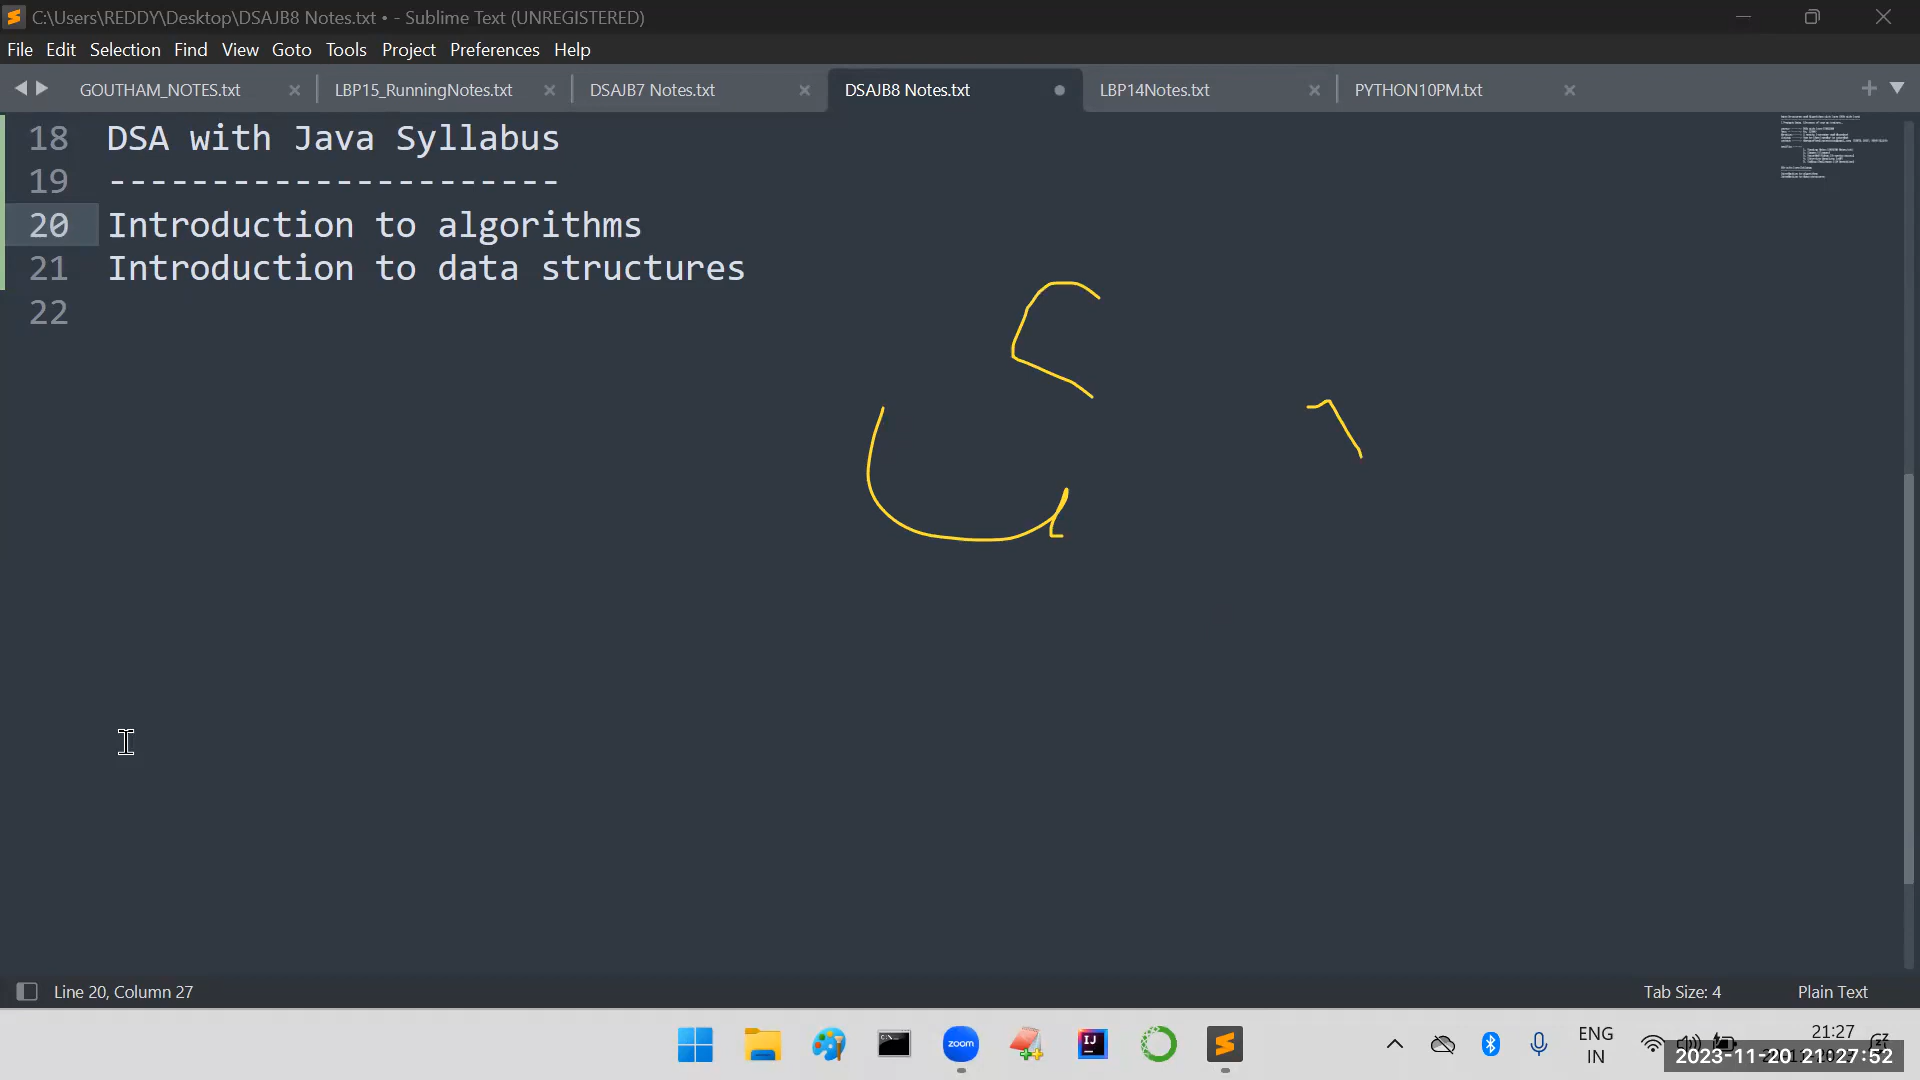 C:\Users\REDDY\Desktop\DSAJB8 Notes.txt • - Sublime Text (UNREGISTERED)
File Edit Selection Find View Goto Tools Project Preferences Help
GOUTHAM_NOTES.txt LBP15_RunningNotes.txt DSAJB7 Notes.txt DSAJB8 Notes.txt LBP14Notes.txt PYTHON10PM.txt
18 DSA with Java Syllabus
19 ----------------------
20 Introduction to algorithms
21 Introduction to data structures
22
Line 20, Column 27 Tab Size: 4 Plain Text
zoom
IJ
ENG
IN
21:27
2023-11-20 21:27:52